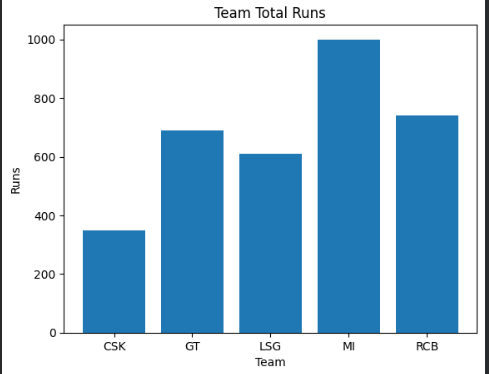 Team Total Runs
1000
800
600
400
200
0
Runs
CSK GT LSG MI RCB
Team